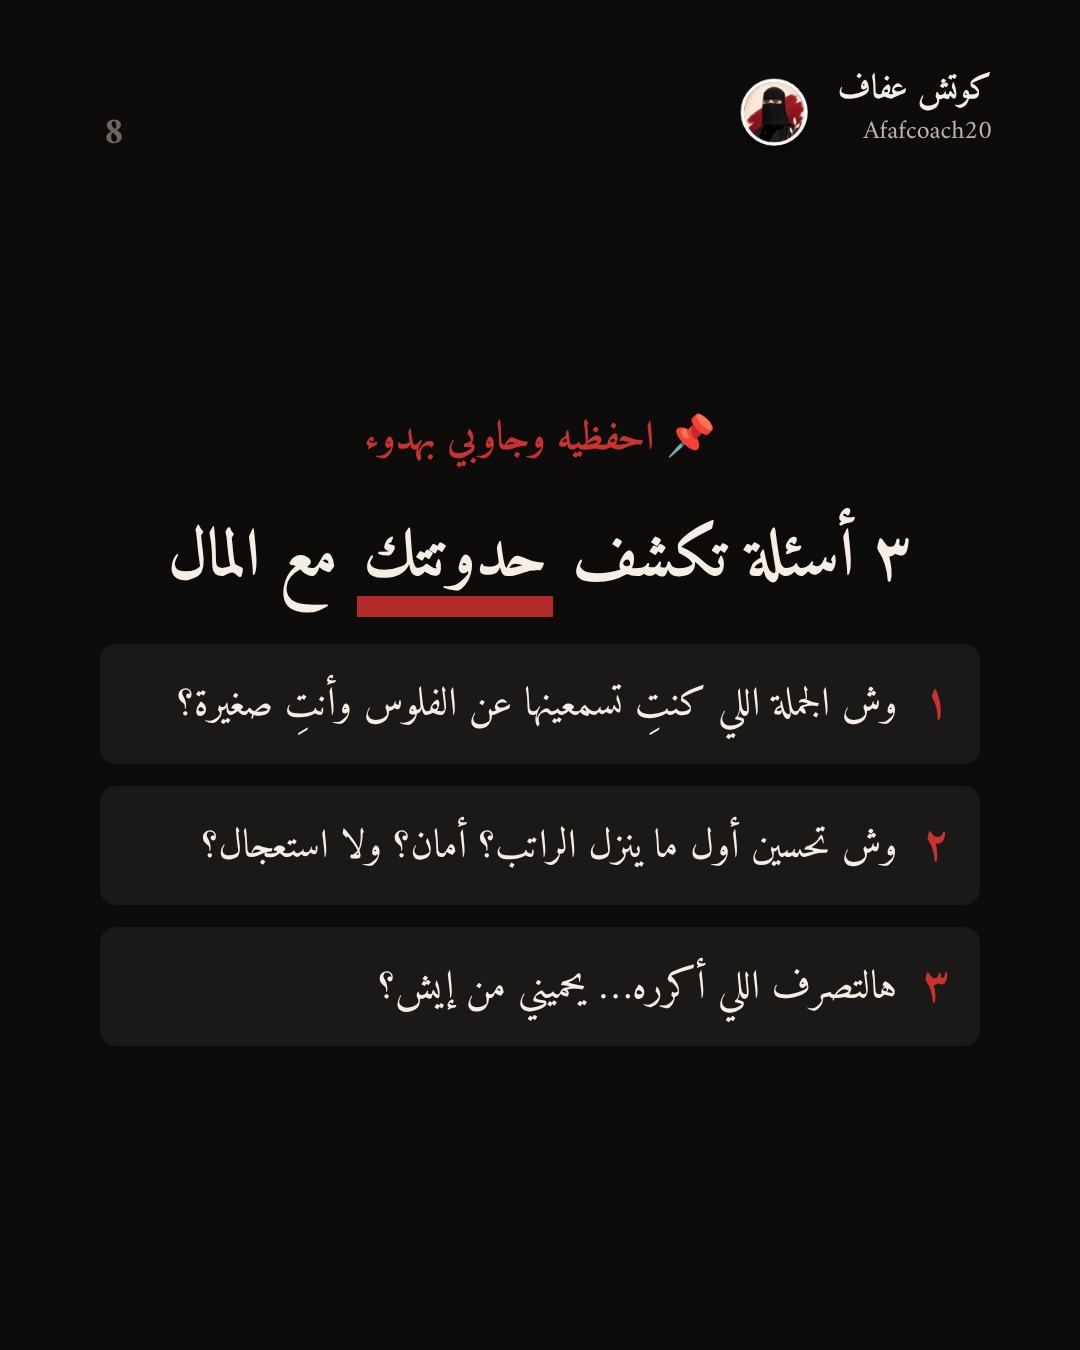 كوتش عفاف
Afafcoach20
8
📌 احفظيه وجاوبي بهدوء
٣ أسئلة تكشف حدوتتك مع المال
١ وش الجملة اللي كنتِ تسمعينها عن الفلوس وأنتِ صغيرة؟
٢ وش تحسين أول ما ينزل الراتب؟ أمان؟ ولا استعجال؟
٣ هالتصرف اللي أكرره... يحميني من إيش؟